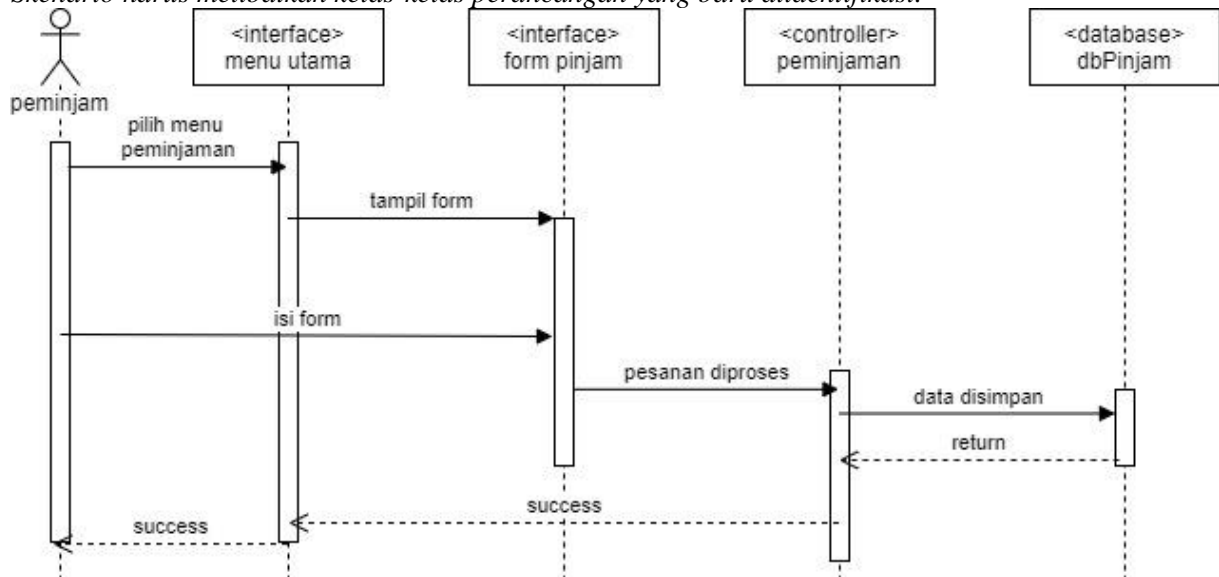 Skenario harus melibatkan kelas-kelas perancangan yang baru diidentifikasi.
<interface>
menu utama
<interface>
form pinjam
<controller>
peminjaman
<database>
dbPinjam
peminjam
pilih menu
peminjaman
tampil form
isi form
pesanan diproses
data disimpan
return
success
success